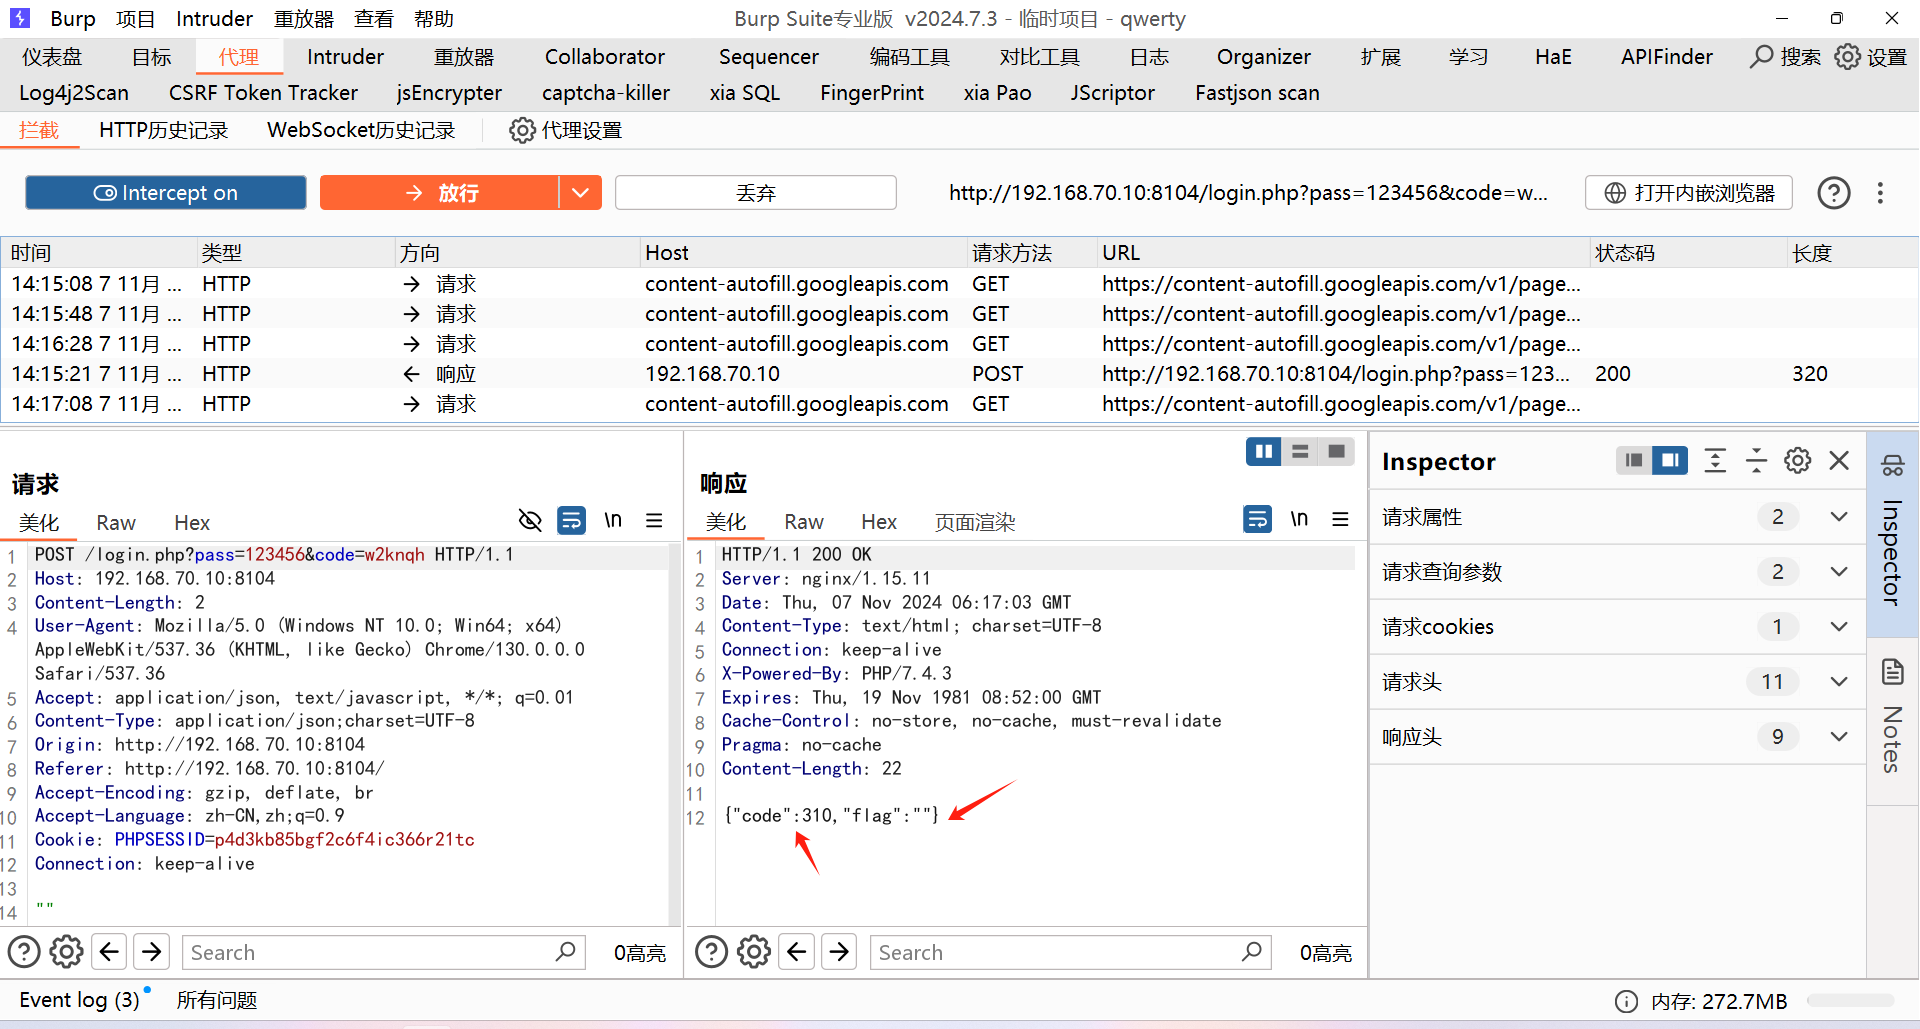 Burp 项目 Intruder 重放器 查看 帮助 Burp Suite专业版 v2024.7.3 - 临时项目 - qwerty
仪表盘 目标 代理 Intruder 重放器 Collaborator Sequencer 编码工具 对比工具 日志 Organizer 扩展 学习 HaE APIFinder 搜索 设置
Log4j2Scan CSRF Token Tracker jsEncrypter captcha-killer xia SQL FingerPrint xia Pao JScriptor Fastjson scan
拦截 HTTP历史记录 WebSocket历史记录 代理设置
Intercept on 放行 丢弃 http://192.168.70.10:8104/login.php?pass=123456&code=w... 打开内嵌浏览器
时间 类型 方向 Host 请求方法 URL 状态码 长度
14:15:08 7 11月 ... HTTP → 请求 content-autofill.googleapis.com GET https://content-autofill.googleapis.com/v1/page...
14:15:48 7 11月 ... HTTP → 请求 content-autofill.googleapis.com GET https://content-autofill.googleapis.com/v1/page...
14:16:28 7 11月 ... HTTP → 请求 content-autofill.googleapis.com GET https://content-autofill.googleapis.com/v1/page...
14:15:21 7 11月 ... HTTP ← 响应 192.168.70.10 POST http://192.168.70.10:8104/login.php?pass=123... 200 320
14:17:08 7 11月 ... HTTP → 请求 content-autofill.googleapis.com GET https://content-autofill.googleapis.com/v1/page...
请求
美化 Raw Hex \n
1 POST /login.php?pass=123456&code=w2knqh HTTP/1.1
2 Host: 192.168.70.10:8104
3 Content-Length: 2
4 User-Agent: Mozilla/5.0 (Windows NT 10.0; Win64; x64)
AppleWebKit/537.36 (KHTML, like Gecko) Chrome/130.0.0.0
Safari/537.36
5 Accept: application/json, text/javascript, */*; q=0.01
6 Content-Type: application/json;charset=UTF-8
7 Origin: http://192.168.70.10:8104
8 Referer: http://192.168.70.10:8104/
9 Accept-Encoding: gzip, deflate, br
10 Accept-Language: zh-CN,zh;q=0.9
11 Cookie: PHPSESSID=p4d3kb85bgf2c6f4ic366r21tc
12 Connection: keep-alive
13
14 ""
Search 0高亮
响应
美化 Raw Hex 页面渲染 \n
1 HTTP/1.1 200 OK
2 Server: nginx/1.15.11
3 Date: Thu, 07 Nov 2024 06:17:03 GMT
4 Content-Type: text/html; charset=UTF-8
5 Connection: keep-alive
6 X-Powered-By: PHP/7.4.3
7 Expires: Thu, 19 Nov 1981 08:52:00 GMT
8 Cache-Control: no-store, no-cache, must-revalidate
9 Pragma: no-cache
10 Content-Length: 22
11
12 {"code":310,"flag":""}
Search 0高亮
Inspector
请求属性 2
请求查询参数 2
请求cookies 1
请求头 11
响应头 9
Inspector
Notes
Event log (3) 所有问题 内存: 272.7MB